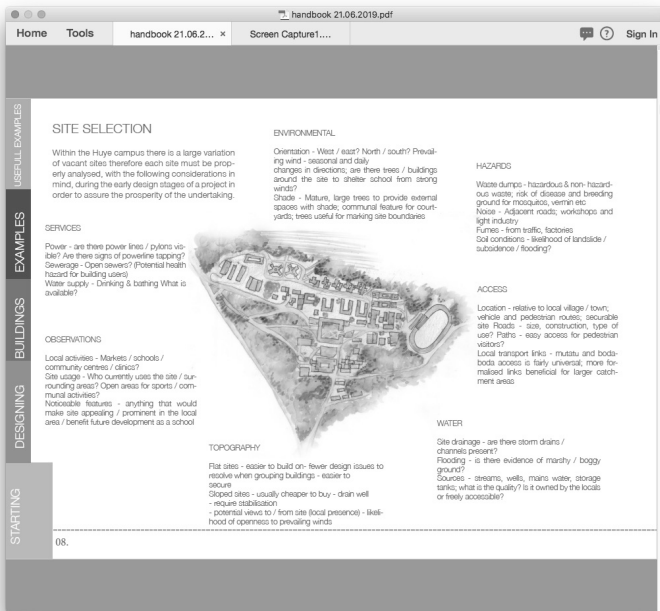 handbook 21.06.2019.pdf
Home
Tools
handbook 21.06.2... ×
Screen Capture1....
?
Sign In
USEFULL EXAMPLES
EXAMPLES
BUILDINGS
DESIGNING
STARTING
SITE SELECTION
Within the Huye campus there is a large variation
of vacant sites therefore each site must be prop-
erly analysed, with the following considerations in
mind, during the early design stages of a project in
order to assure the prosperity of the undertaking.
SERVICES
Power - are there power lines / pylons vis-
ible? Are there signs of powerline tapping?
Sewerage - Open sewers? (Potential health
hazard for building users)
Water supply - Drinking & bathing What is
available?
OBSERVATIONS
Local activities - Markets / schools /
community centres / clinics?
Site usage - Who currently uses the site / sur-
rounding areas? Open areas for sports / com-
munal activities?
Noticeable features - anything that would
make site appealing / prominent in the local
area / benefit future development as a school
ENVIRONMENTAL
Orientation - West / east? North / south? Prevail-
ing wind - seasonal and daily
changes in directions; are there trees / buildings
around the site to shelter school from strong
winds?
Shade - Mature, large trees to provide external
spaces with shade; communal feature for court-
yards; trees useful for marking site boundaries
TOPOGRAPHY
Flat sites - easier to build on- fewer design issues to
resolve when grouping buildings - easier to
secure
Sloped sites - usually cheaper to buy - drain well
- require stabilisation
- potential views to / from site (local presence) - likeli-
hood of openness to prevailing winds
HAZARDS
Waste dumps - hazardous & non- hazard-
ous waste; risk of disease and breeding
ground for mosquitos, vermin etc
Noise - Adjacent roads; workshops and
light industry
Fumes - from traffic, factories
Soil conditions - likelihood of landslide /
subsidence / flooding?
ACCESS
Location - relative to local village / town;
vehicle and pedestrian routes; securable
site Roads - size, construction, type of
use? Paths - easy access for pedestrian
visitors?
Local transport links - mutatu and boda-
boda access is fairly universal; more for-
malised links beneficial for larger catch-
ment areas
WATER
Site drainage - are there storm drains /
channels present?
Flooding - is there evidence of marshy / boggy
ground?
Sources - streams, wells, mains water, storage
tanks; what is the quality? Is it owned by the locals
or freely accessible?
08.